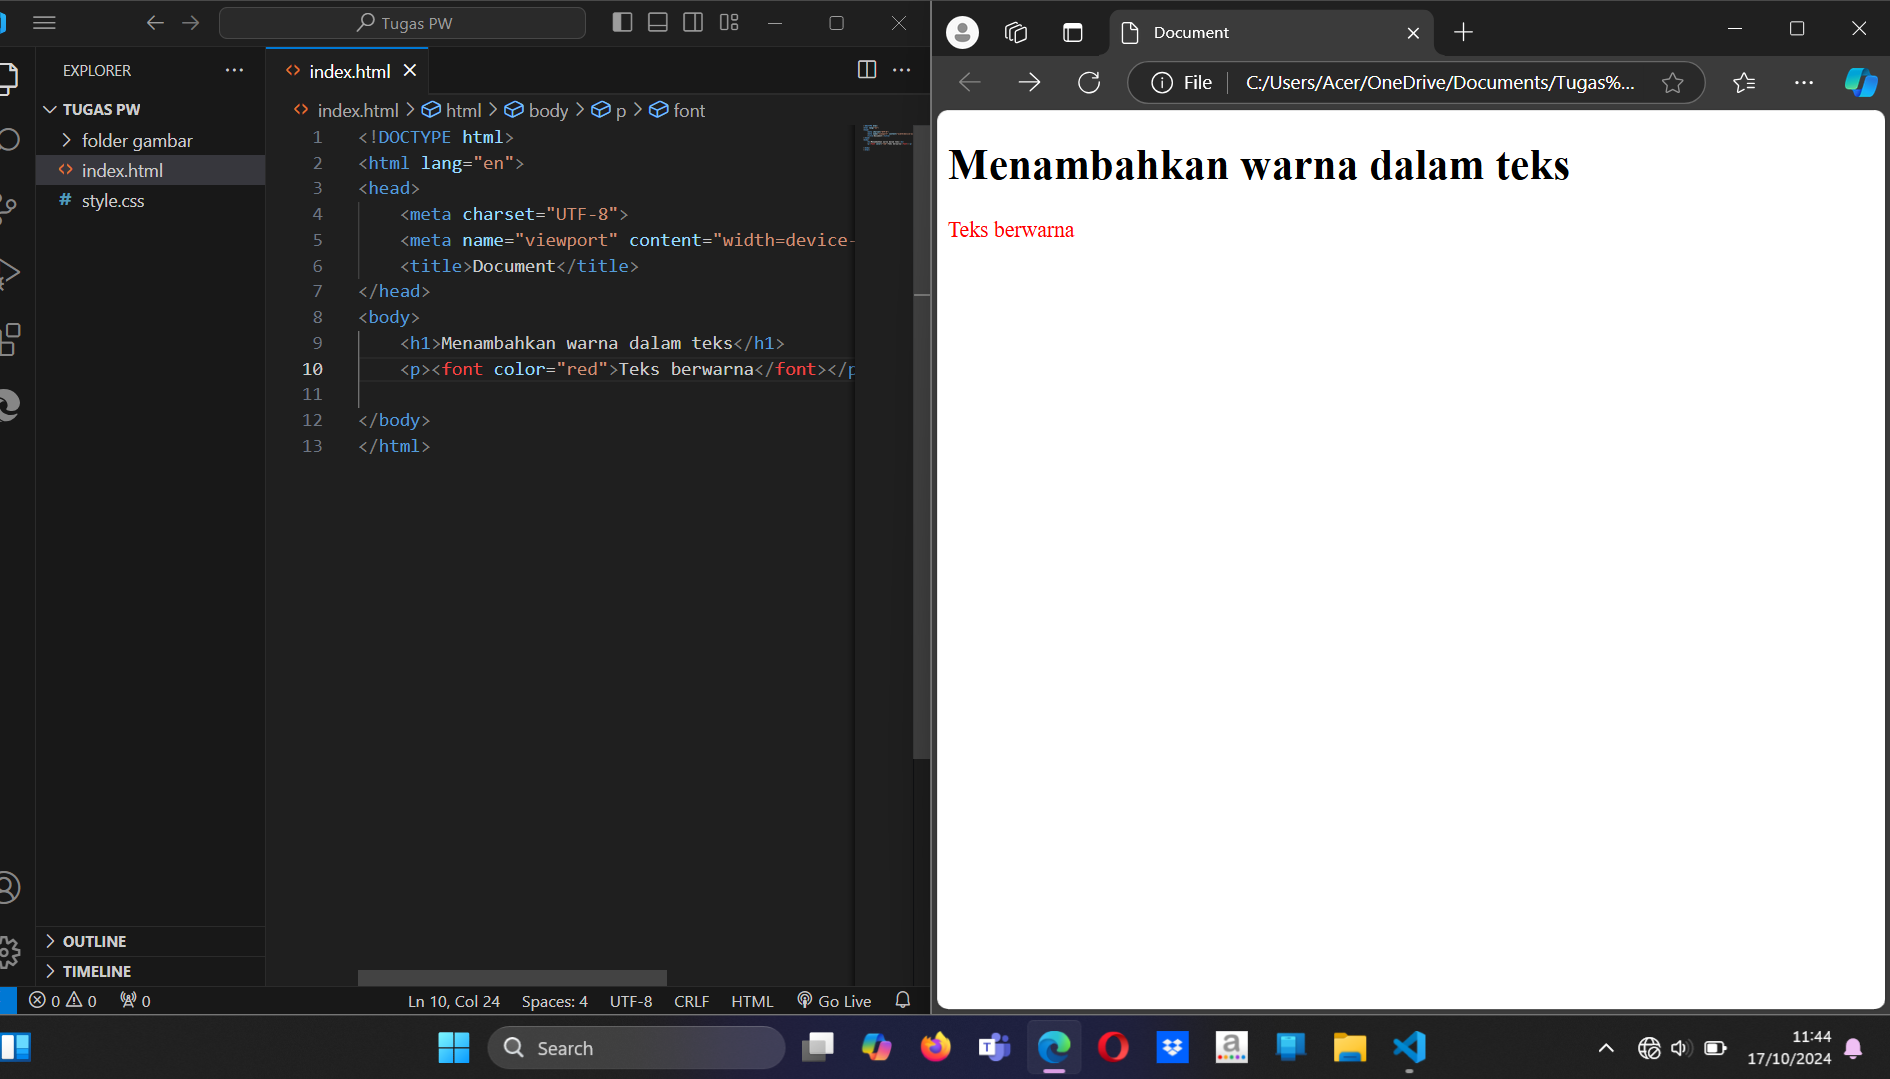 Tugas PW
EXPLORER
TUGAS PW
folder gambar
index.html
style.css
OUTLINE
TIMELINE
index.html
index.html > html > body > p > font
1 <!DOCTYPE html>
2 <html lang="en">
3 <head>
4 <meta charset="UTF-8">
5 <meta name="viewport" content="width=device-
6 <title>Document</title>
7 </head>
8 <body>
9 <h1>Menambahkan warna dalam teks</h1>
10 <p><font color="red">Teks berwarna</font></p
11
12 </body>
13 </html>
0 0 0
Ln 10, Col 24 Spaces: 4 UTF-8 CRLF HTML Go Live
Document
File C:/Users/Acer/OneDrive/Documents/Tugas%...
Menambahkan warna dalam teks
Teks berwarna
Search
11:44
17/10/2024